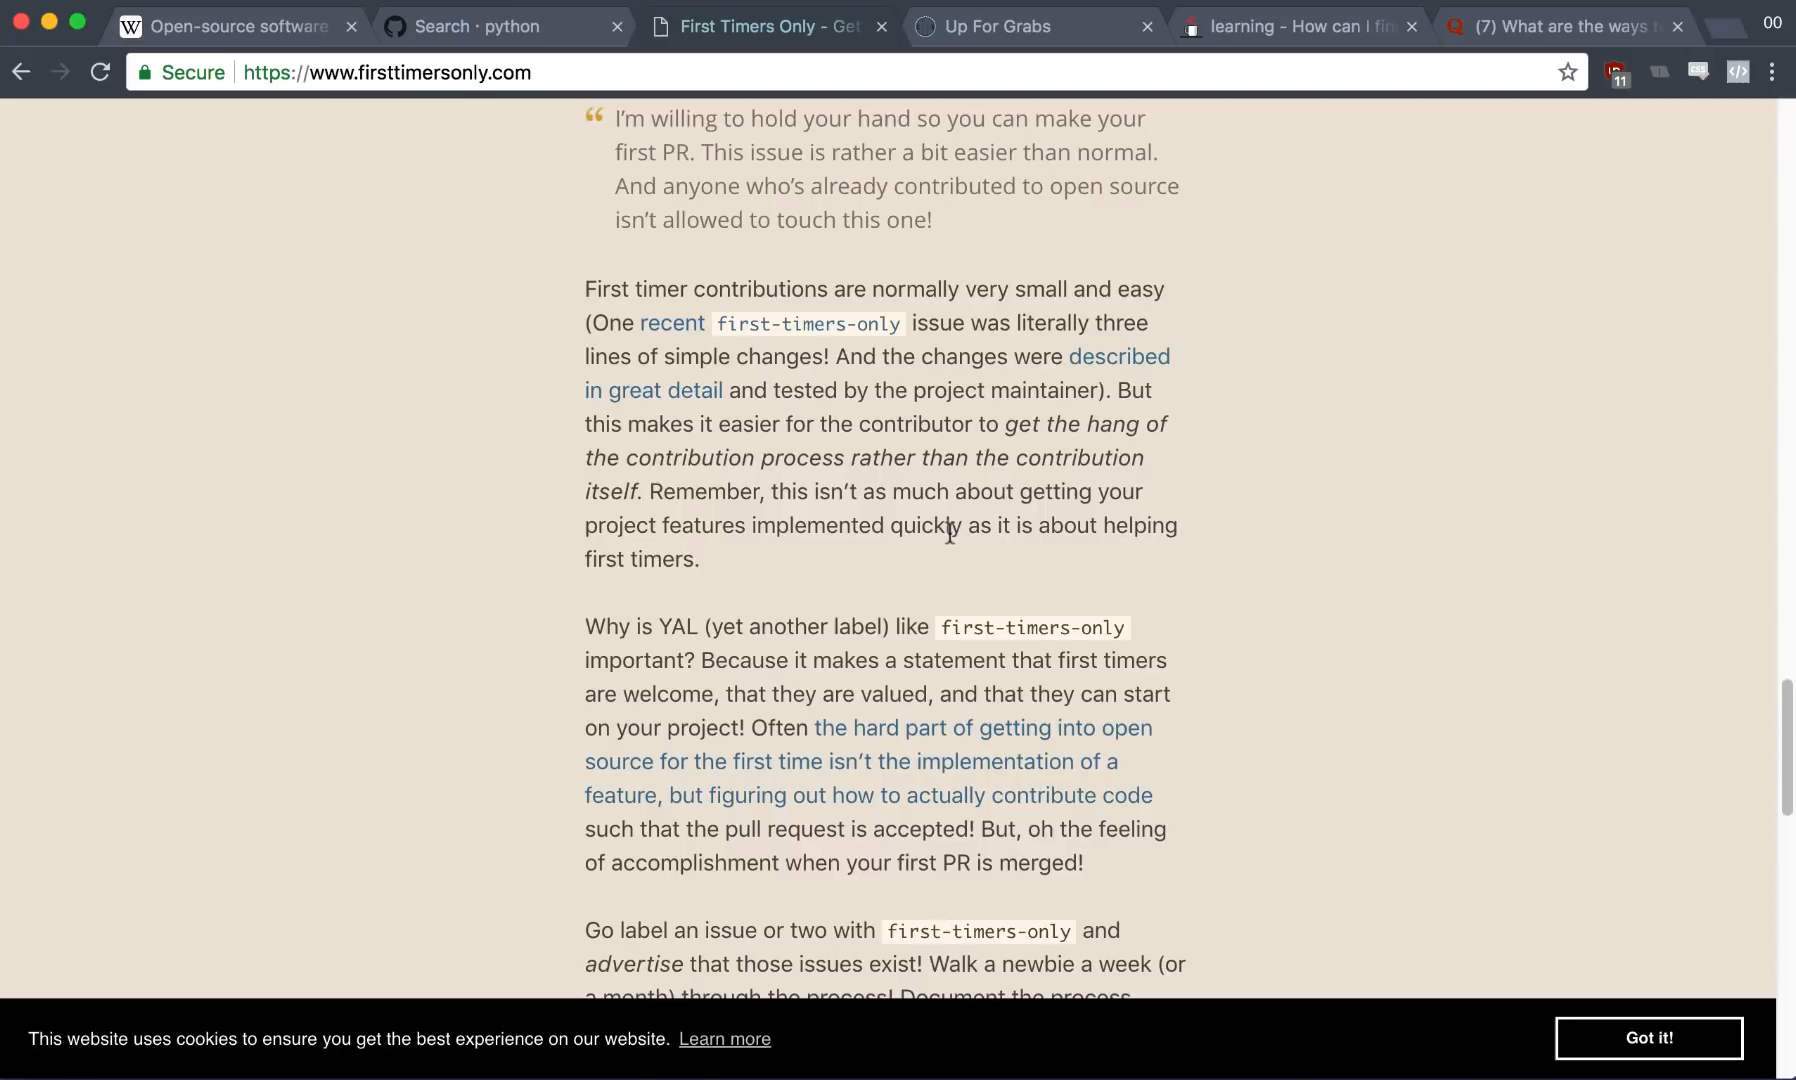 Open-source software
Search · python
First Timers Only - Get
Up For Grabs
learning - How can I fin
(7) What are the ways t
00
Secure
https://www.firsttimersonly.com
11
“ I’m willing to hold your hand so you can make your
first PR. This issue is rather a bit easier than normal.
And anyone who’s already contributed to open source
isn’t allowed to touch this one!
First timer contributions are normally very small and easy
(One recent first-timers-only issue was literally three
lines of simple changes! And the changes were described
in great detail and tested by the project maintainer). But
this makes it easier for the contributor to get the hang of
the contribution process rather than the contribution
itself. Remember, this isn’t as much about getting your
project features implemented quickly as it is about helping
first timers.
Why is YAL (yet another label) like first-timers-only
important? Because it makes a statement that first timers
are welcome, that they are valued, and that they can start
on your project! Often the hard part of getting into open
source for the first time isn’t the implementation of a
feature, but figuring out how to actually contribute code
such that the pull request is accepted! But, oh the feeling
of accomplishment when your first PR is merged!
Go label an issue or two with first-timers-only and
advertise that those issues exist! Walk a newbie a week (or
a month) through the process! Document the process
This website uses cookies to ensure you get the best experience on our website. Learn more
Got it!